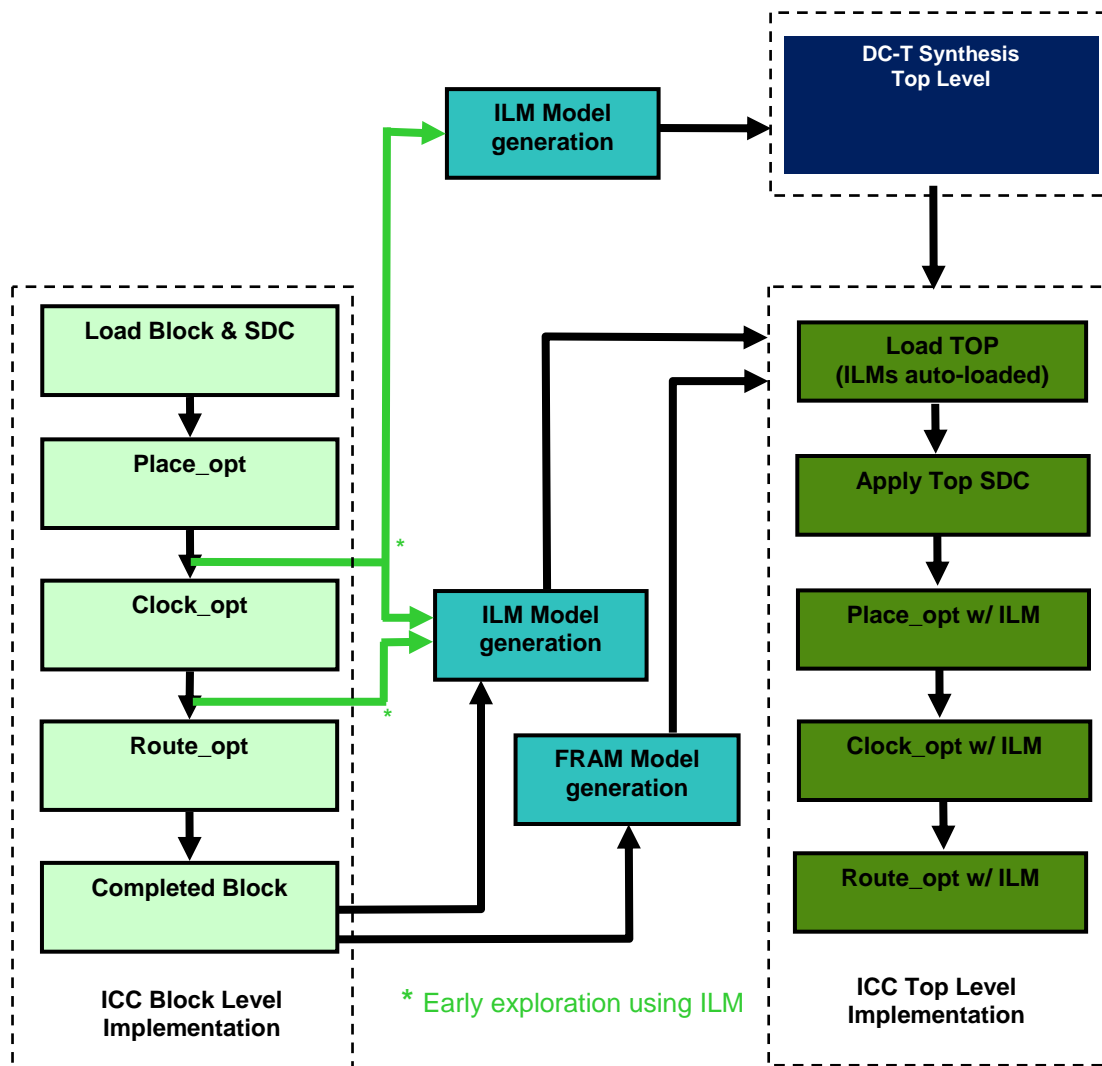 DC-T Synthesis
Top Level
ILM Model
generation
Load Block & SDC
Place_opt
*
Clock_opt
*
Route_opt
Completed Block
ICC Block Level
Implementation
ILM Model
generation
FRAM Model
generation
* Early exploration using ILM
Load TOP
(ILMs auto-loaded)
Apply Top SDC
Place_opt w/ ILM
Clock_opt w/ ILM
Route_opt w/ ILM
ICC Top Level
Implementation